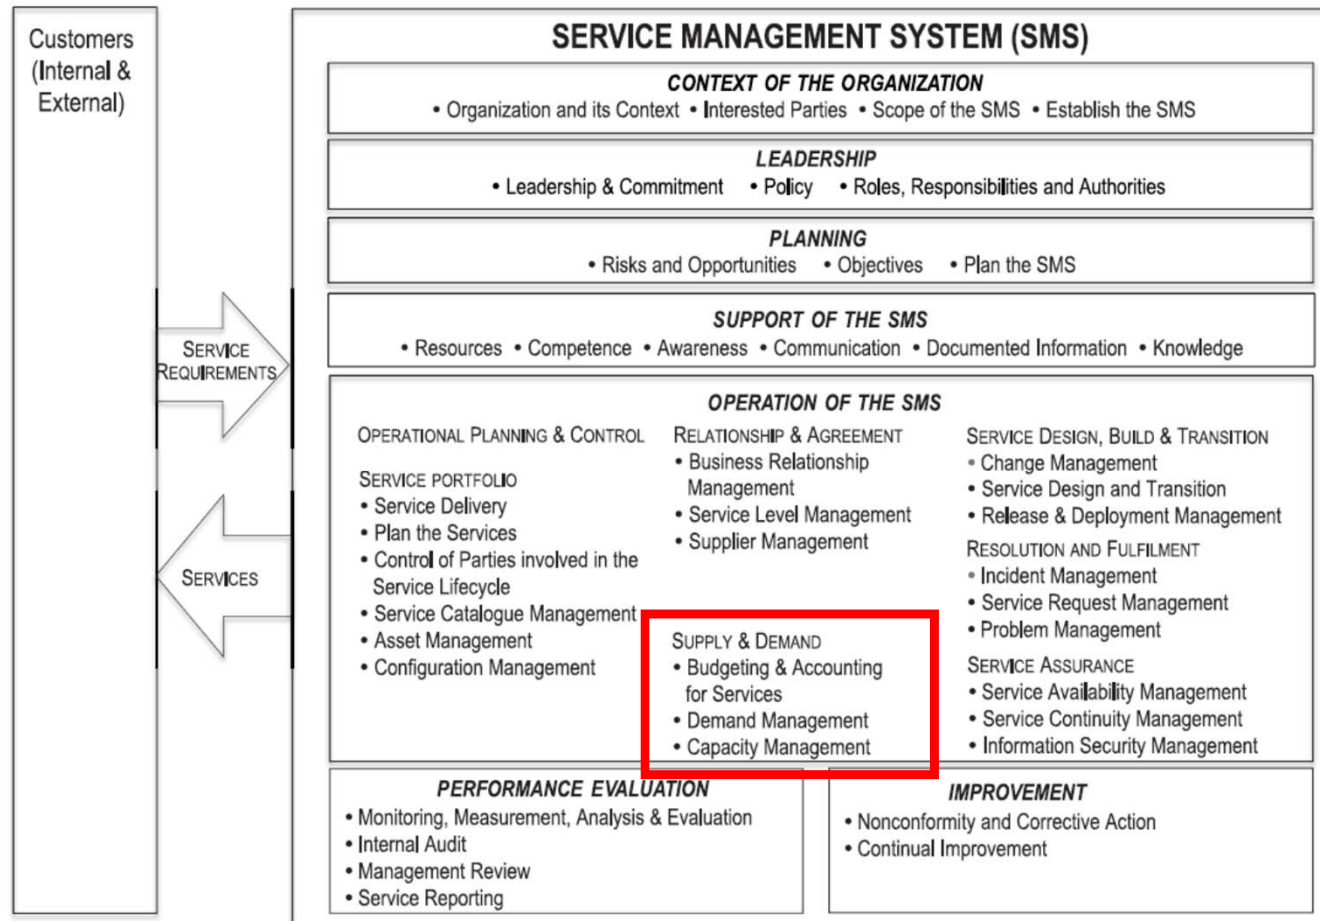 Customers
(Internal &
External)
SERVICE
REQUIREMENTS
SERVICES
SERVICE MANAGEMENT SYSTEM (SMS)
CONTEXT OF THE ORGANIZATION
• Organization and its Context • Interested Parties • Scope of the SMS • Establish the SMS
LEADERSHIP
• Leadership & Commitment • Policy • Roles, Responsibilities and Authorities
PLANNING
• Risks and Opportunities • Objectives • Plan the SMS
SUPPORT OF THE SMS
• Resources • Competence • Awareness • Communication • Documented Information • Knowledge
OPERATION OF THE SMS
OPERATIONAL PLANNING & CONTROL
SERVICE PORTFOLIO
• Service Delivery
• Plan the Services
• Control of Parties involved in the
Service Lifecycle
• Service Catalogue Management
• Asset Management
• Configuration Management
RELATIONSHIP & AGREEMENT
• Business Relationship
Management
• Service Level Management
• Supplier Management
SUPPLY & DEMAND
• Budgeting & Accounting
for Services
• Demand Management
• Capacity Management
SERVICE DESIGN, BUILD & TRANSITION
• Change Management
• Service Design and Transition
• Release & Deployment Management
RESOLUTION AND FULFILMENT
• Incident Management
• Service Request Management
• Problem Management
SERVICE ASSURANCE
• Service Availability Management
• Service Continuity Management
• Information Security Management
PERFORMANCE EVALUATION
• Monitoring, Measurement, Analysis & Evaluation
• Internal Audit
• Management Review
• Service Reporting
IMPROVEMENT
• Nonconformity and Corrective Action
• Continual Improvement